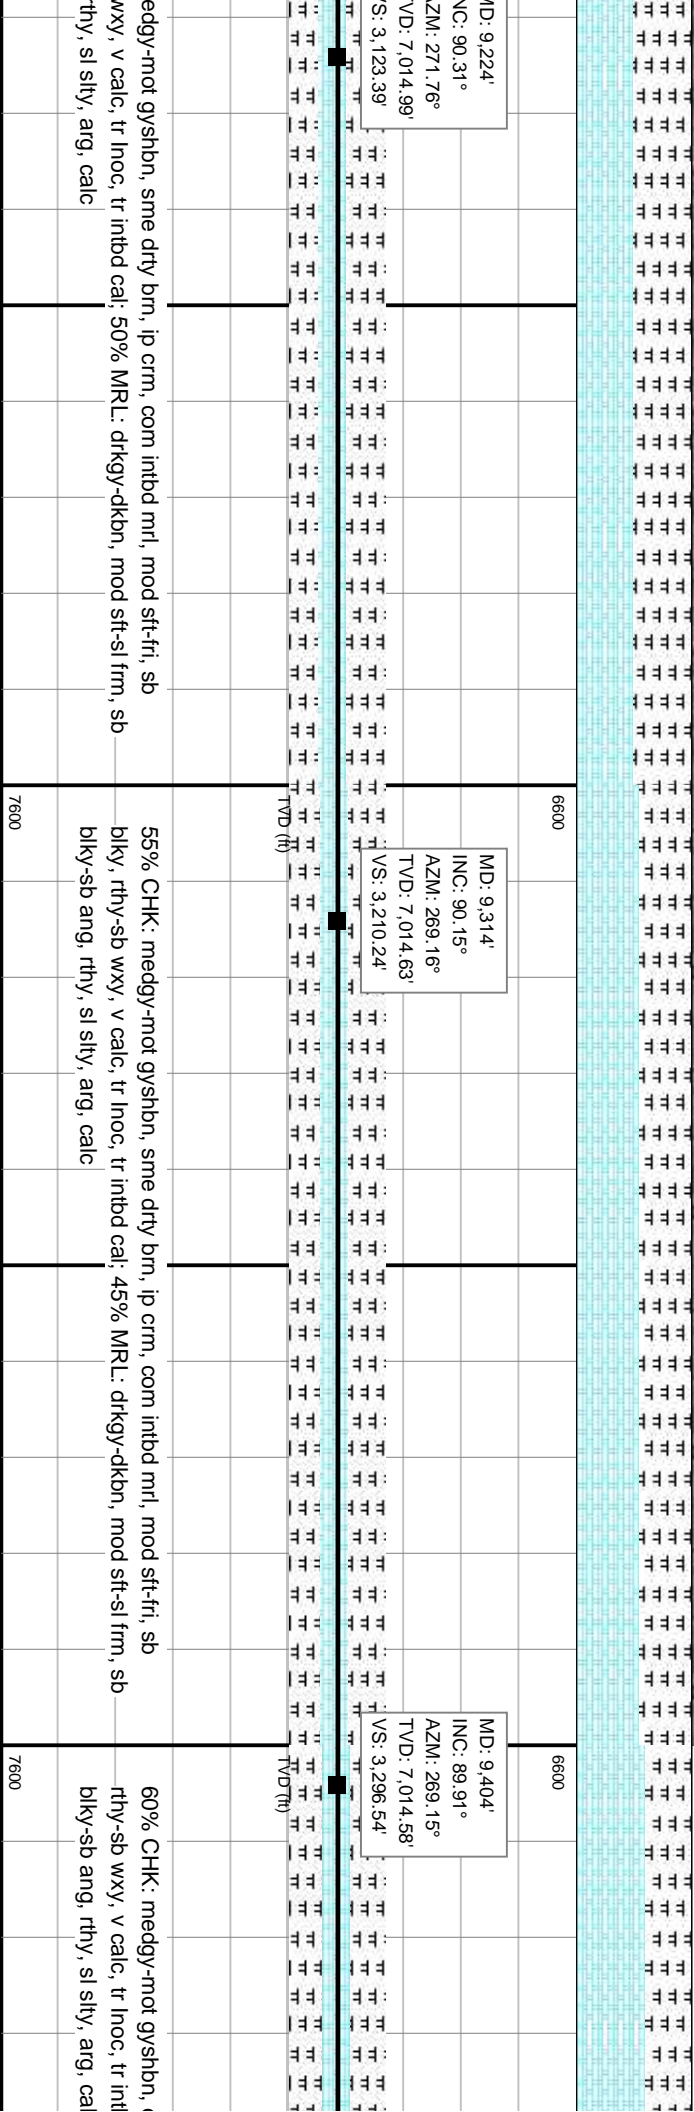 MD: 9,224'
INC: 90.31°
AZM: 271.76°
TVD: 7,014.99'
VS: 3,123.39'
medgy-mot gyshbn, sme drty brn, ip crm, com intbd mrl, mod sft-fri, sb
wxy, v calc, tr Inoc, tr intbd cal; 50% MRL: drkgy-dkbn, mod sft-sl frm, sb
rthy, sl slty, arg, calc
6600
TVD (ft)
7600
MD: 9,314'
INC: 90.15°
AZM: 269.16°
TVD: 7,014.63'
VS: 3,210.24'
55% CHK: medgy-mot gyshbn, sme drty brn, ip crm, com intbd mrl, mod sft-fri, sb
blky, rthy-sb wxy, v calc, tr Inoc, tr intbd cal; 45% MRL: drkgy-dkbn, mod sft-sl frm, sb
blky-sb ang, rthy, sl slty, arg, calc
6600
TVD (ft)
7600
MD: 9,404'
INC: 89.91°
AZM: 269.15°
TVD: 7,014.58'
VS: 3,296.54'
60% CHK: medgy-mot gyshbn,
rthy-sb wxy, v calc, tr Inoc, tr
blky-sb ang, rthy, sl slty, arg,